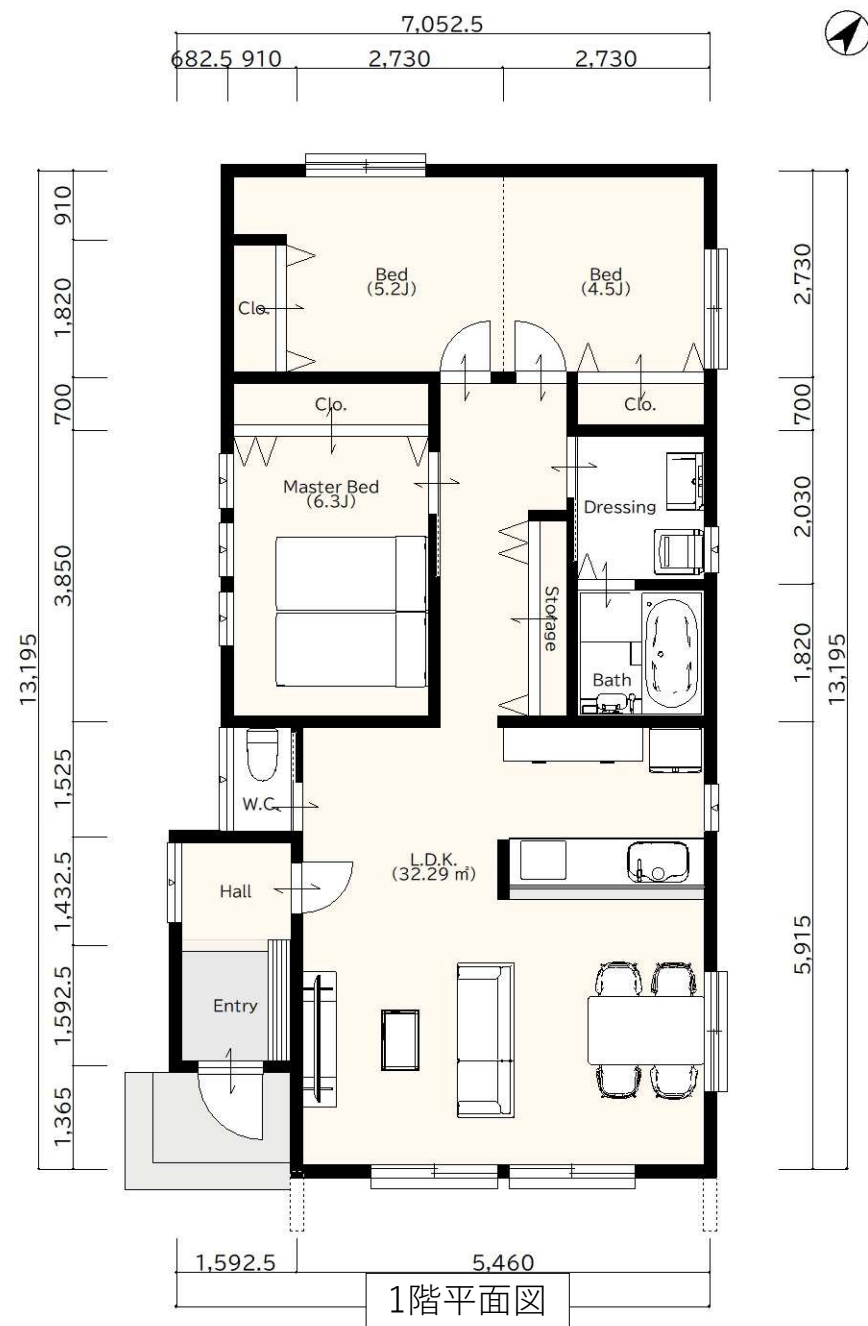 7,052.5
682.5 910 2,730 2,730
910
1,820
700
3,850
1,525
1,432.5
1,592.5
1,365
13,195
Bed
(5.2J)
Bed
(4.5J)
Clo.
Clo.
Clo.
Master Bed
(6.3J)
Dressing
Storage
Bath
W.C.
L.D.K.
(32.29 ㎡)
Hall
Entry
2,730
700
2,030
1,820
5,915
13,195
1,592.5 5,460
1階平面図